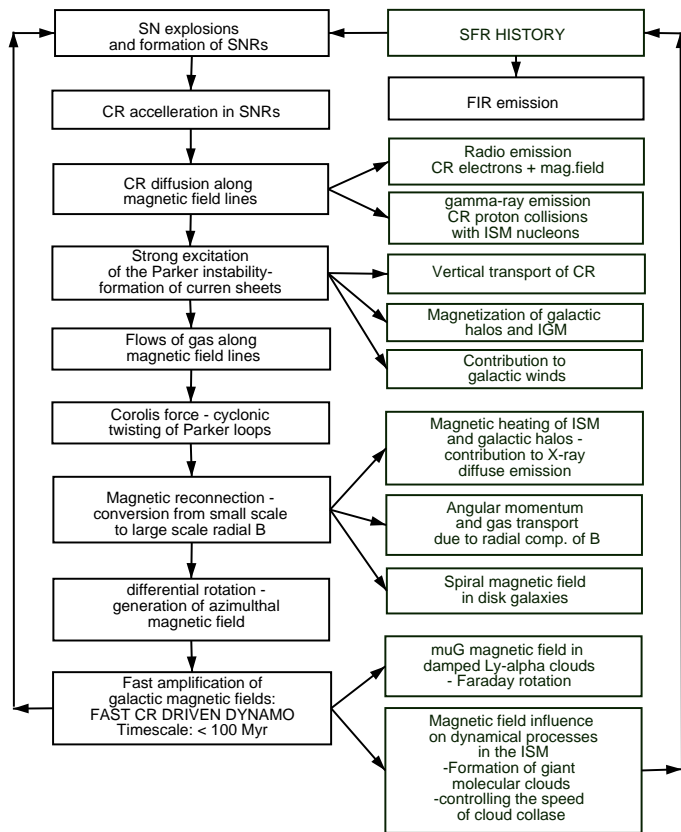 SN explosions
and formation of SNRs
SFR HISTORY
FIR emission
CR accelleration in SNRs
CR diffusion along
magnetic field lines
Radio emission
CR electrons + mag.field
gamma-ray emission
CR proton collisions
with ISM nucleons
Strong excitation
of the Parker instability-
formation of curren sheets
Vertical transport of CR
Magnetization of galactic
halos and IGM
Contribution to
galactic winds
Flows of gas along
magnetic field lines
Corolis force - cyclonic
twisting of Parker loops
Magnetic reconnection -
conversion from small scale
to large scale radial B
Magnetic heating of ISM
and galactic halos -
contribution to X-ray
diffuse emission
Angular momentum
and gas transport
due to radial comp. of B
Spiral magnetic field
in disk galaxies
differential rotation -
generation of azimulthal
magnetic field
Fast amplification of
galactic magnetic fields:
FAST CR DRIVEN DYNAMO
Timescale: < 100 Myr
muG magnetic field in
damped Ly-alpha clouds
- Faraday rotation
Magnetic field influence
on dynamical processes
in the ISM
-Formation of giant
molecular clouds
-controlling the speed
of cloud collase